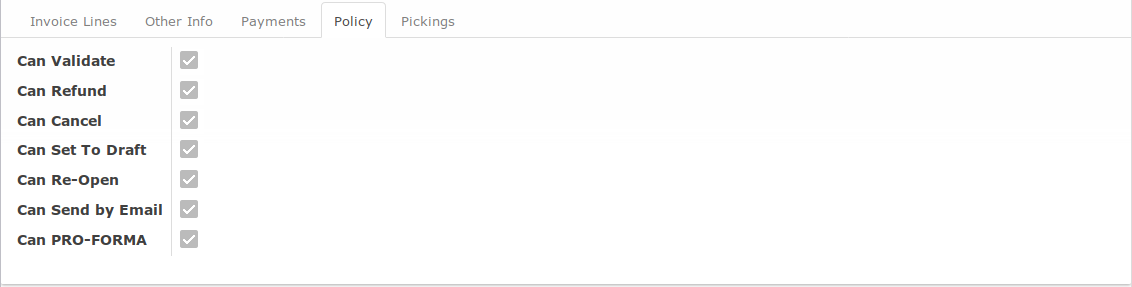 Invoice Lines Other Info Payments Policy Pickings
Can Validate
Can Refund
Can Cancel
Can Set To Draft
Can Re-Open
Can Send by Email
Can PRO-FORMA